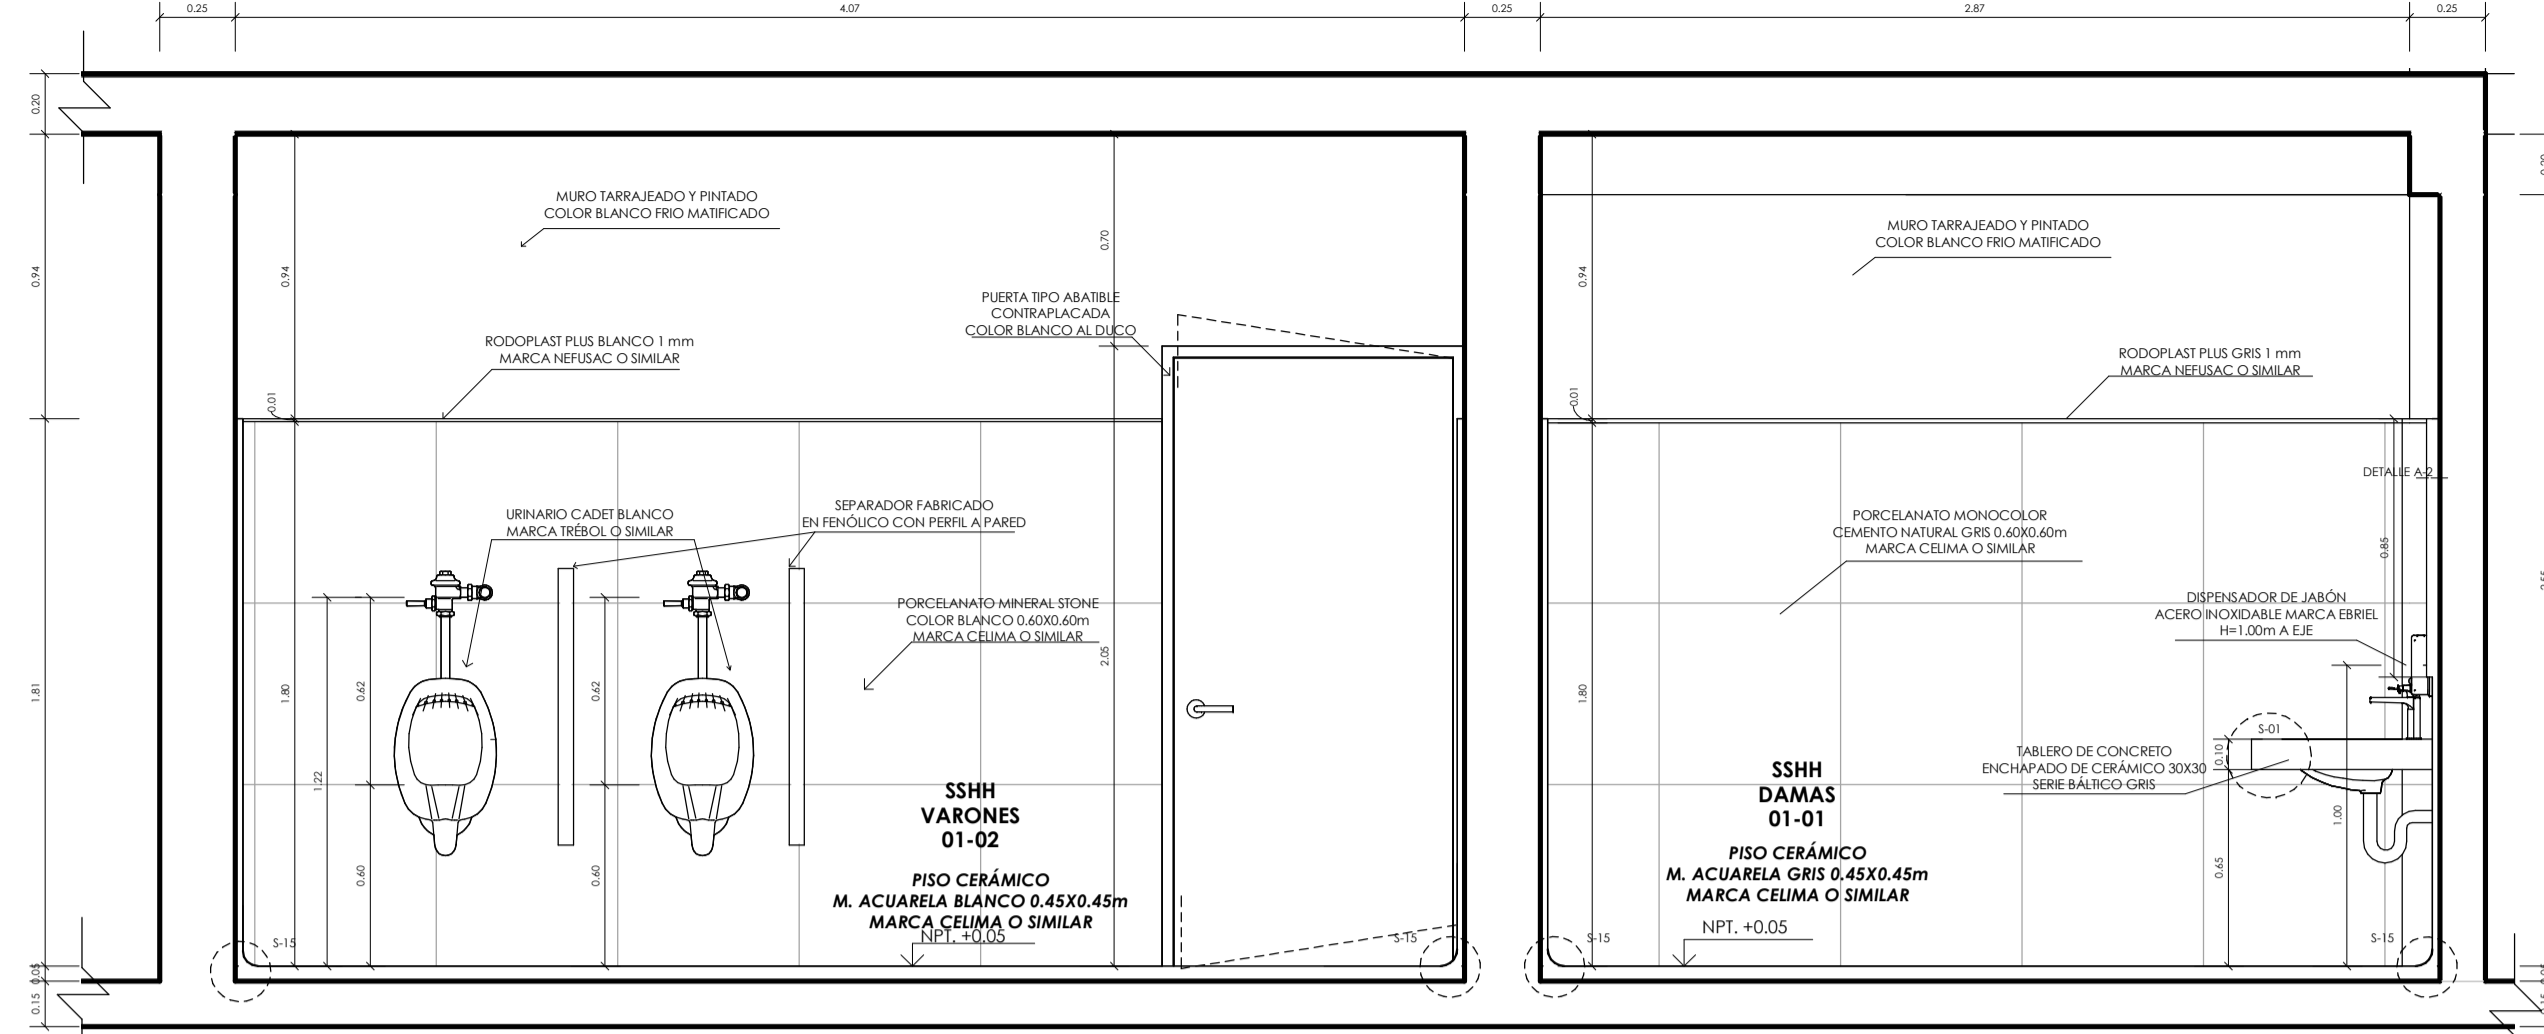 0.25
4.07
0.25
2.87
0.25
0.20
0.94
1.81
0.05
0.15
MURO TARRAJEADO Y PINTADO
COLOR BLANCO FRIO MATIFICADO
0.94
0.70
PUERTA TIPO ABATIBLE
CONTRAPLACADA
COLOR BLANCO AL DUCO
RODOPLAST PLUS BLANCO 1 mm
MARCA NEFUSAC O SIMILAR
0.01
URINARIO CADET BLANCO
MARCA TRÉBOL O SIMILAR
SEPARADOR FABRICADO
EN FENÓLICO CON PERFIL A PARED
PORCELANATO MINERAL STONE
COLOR BLANCO 0.60X0.60m
MARCA CELIMA O SIMILAR
2.05
1.80
0.62
0.62
1.22
0.60
0.60
SSHH
VARONES
01-02
PISO CERÁMICO
M. ACUARELA BLANCO 0.45X0.45m
MARCA CELIMA O SIMILAR
NPT. +0.05
S-15
S-15
MURO TARRAJEADO Y PINTADO
COLOR BLANCO FRIO MATIFICADO
0.94
RODOPLAST PLUS GRIS 1 mm
MARCA NEFUSAC O SIMILAR
0.01
DETALLE A-2
PORCELANATO MONOCOLOR
CEMENTO NATURAL GRIS 0.60X0.60m
MARCA CELIMA O SIMILAR
0.85
DISPENSADOR DE JABÓN
ACERO INOXIDABLE MARCA EBRIEL
H=1.00m A EJE
1.80
S-01
TABLERO DE CONCRETO
ENCHAPADO DE CERÁMICO 30X30
SERIE BÁLTICO GRIS
0.10
1.00
0.65
SSHH
DAMAS
01-01
PISO CERÁMICO
M. ACUARELA GRIS 0.45X0.45m
MARCA CELIMA O SIMILAR
NPT. +0.05
S-15
S-15